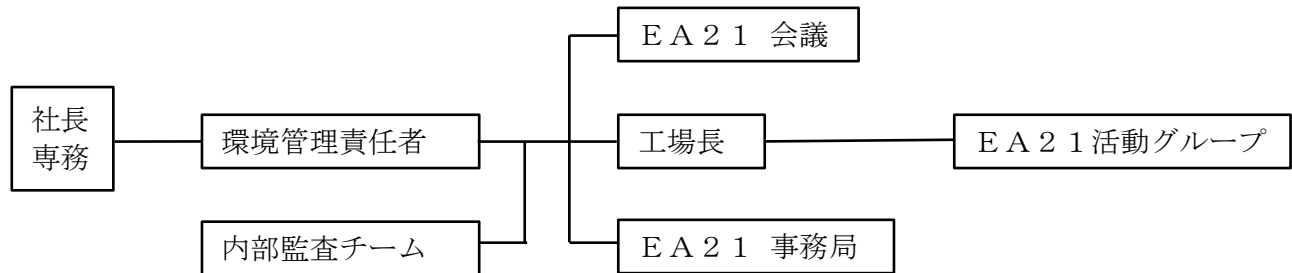 ＥＡ２１ 会議
社長
専務
環境管理責任者
工場長
ＥＡ２１活動グループ
内部監査チーム
ＥＡ２１ 事務局